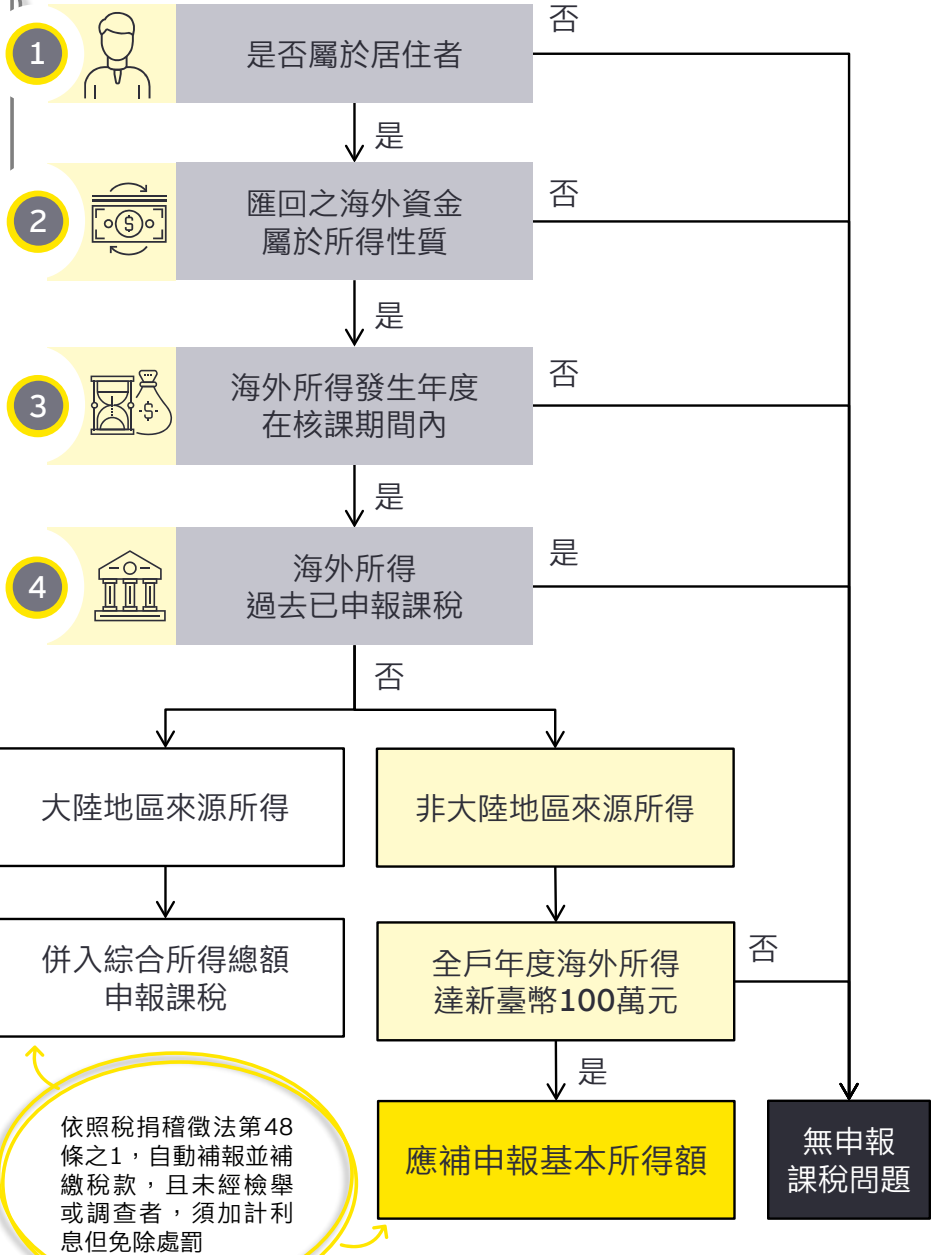 1
是否屬於居住者
否
是
2
匯回之海外資金
屬於所得性質
否
是
3
海外所得發生年度
在核課期間內
否
是
4
海外所得
過去已申報課稅
是
否
大陸地區來源所得
非大陸地區來源所得
併入綜合所得總額
申報課稅
全戶年度海外所得
達新臺幣100萬元
否
是
依照稅捐稽徵法第48
條之1，自動補報並補
繳稅款，且未經檢舉
或調查者，須加計利
息但免除處罰
應補申報基本所得額
無申報
課稅問題